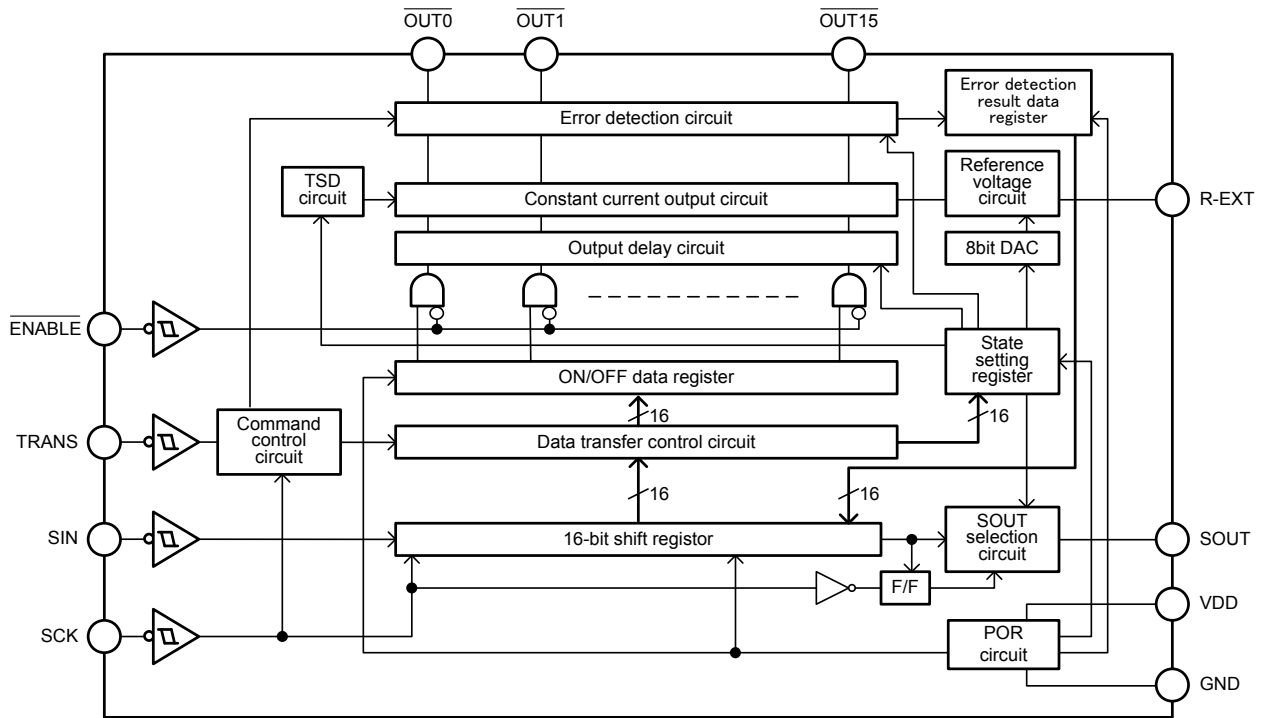 OUT0 OUT1 OUT15
Error detection circuit
Error detection
result data
register
TSD
circuit
Constant current output circuit
Reference
voltage
circuit
R-EXT
Output delay circuit
8bit DAC
ENABLE
State
setting
register
ON/OFF data register
16
16
TRANS
Command
control
circuit
Data transfer control circuit
16
16
SIN
16-bit shift registor
SOUT
selection
circuit
SOUT
F/F
VDD
SCK
POR
circuit
GND